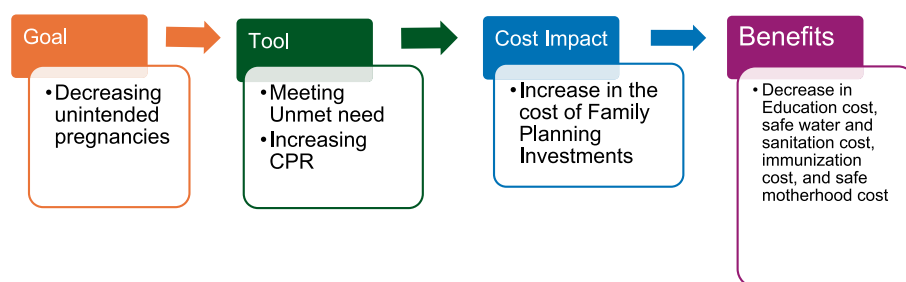 Goal
•Decreasing
unintended
pregnancies
Tool
•Meeting
Unmet need
•Increasing
CPR
Cost Impact
•Increase in the
cost of Family
Planning
Investments
Benefits
•Decrease in
Education cost,
safe water and
sanitation cost,
immunization
cost, and safe
motherhood cost